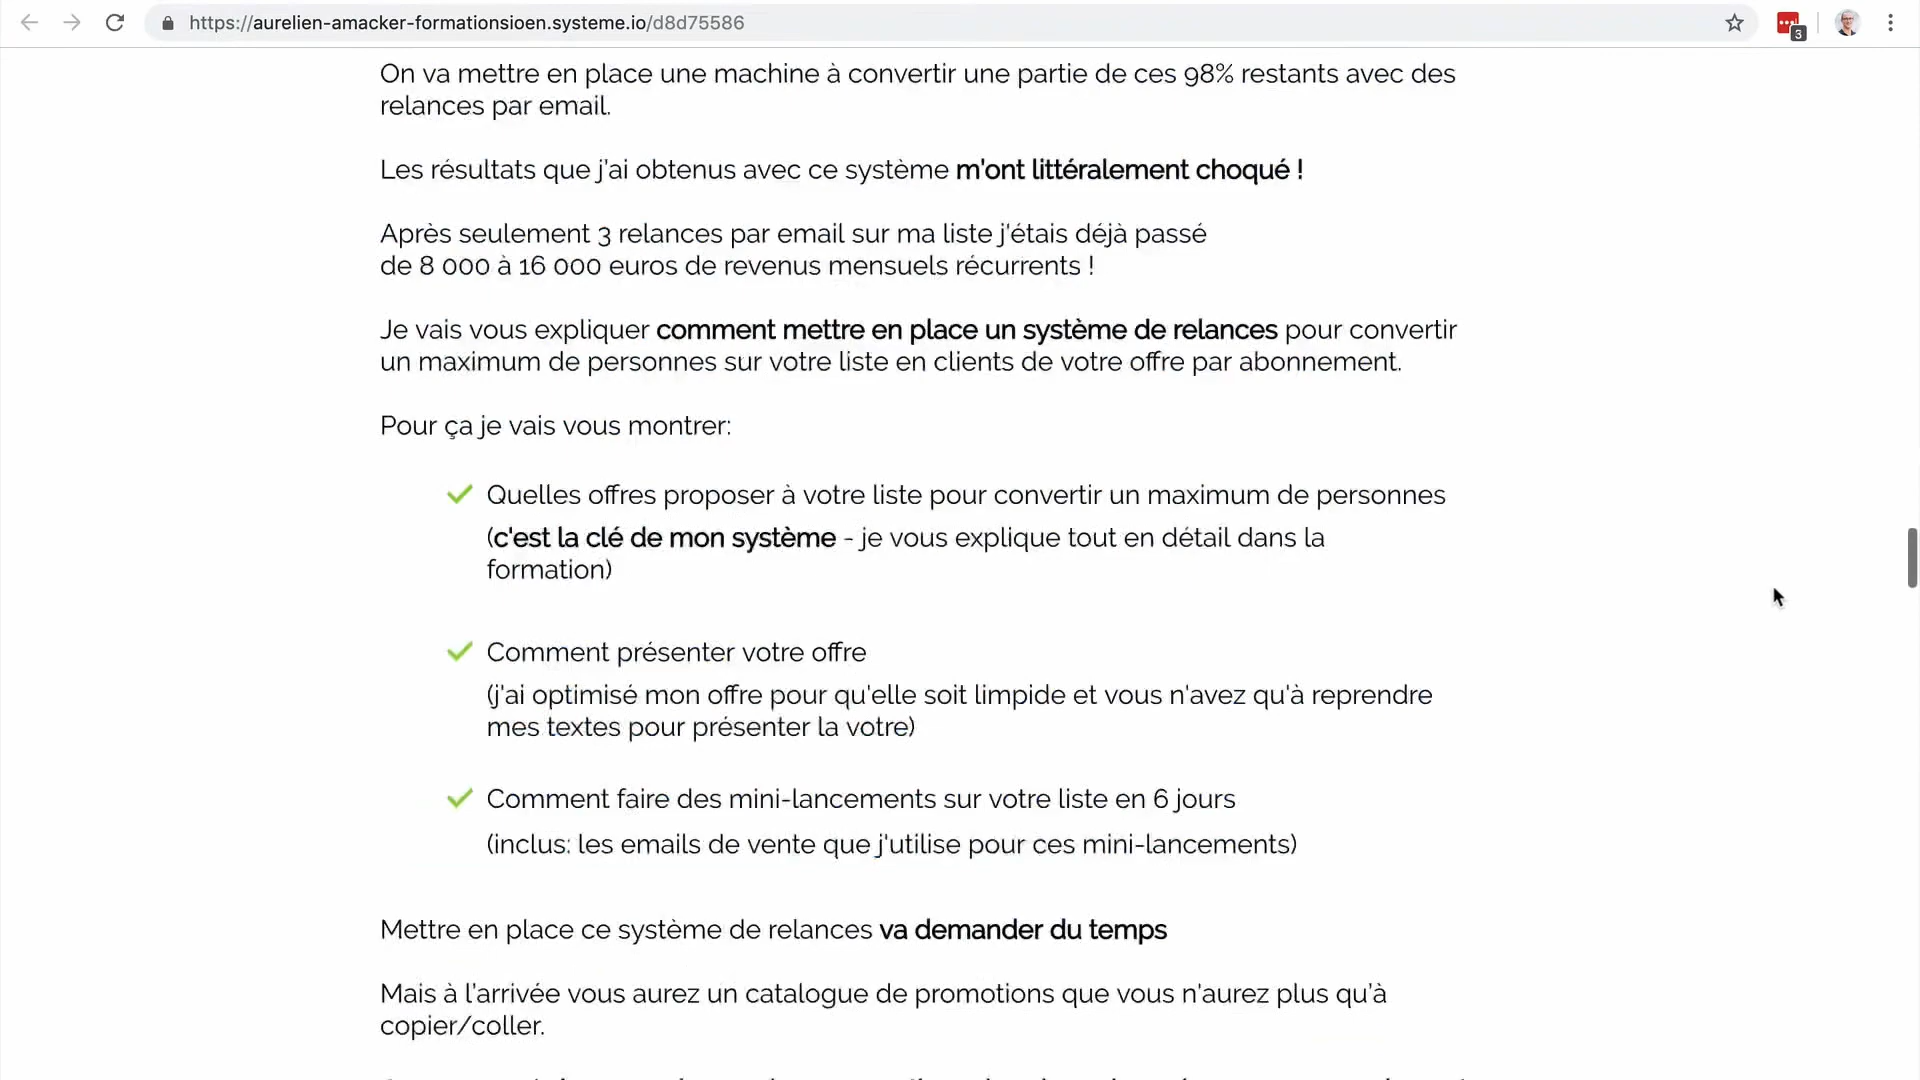 https://aurelien-amacker-formationsioen.systeme.io/d8d75586
3
On va mettre en place une machine à convertir une partie de ces 98% restants avec des
relances par email.
Les résultats que j'ai obtenus avec ce système m'ont littéralement choqué !
Après seulement 3 relances par email sur ma liste j'étais déjà passé
de 8 000 à 16 000 euros de revenus mensuels récurrents !
Je vais vous expliquer comment mettre en place un système de relances pour convertir
un maximum de personnes sur votre liste en clients de votre offre par abonnement.
Pour ça je vais vous montrer:
Quelles offres proposer à votre liste pour convertir un maximum de personnes
(c'est la clé de mon système - je vous explique tout en détail dans la
formation)
Comment présenter votre offre
(j'ai optimisé mon offre pour qu'elle soit limpide et vous n'avez qu'à reprendre
mes textes pour présenter la votre)
Comment faire des mini-lancements sur votre liste en 6 jours
(inclus: les emails de vente que j'utilise pour ces mini-lancements)
Mettre en place ce système de relances va demander du temps
Mais à l'arrivée vous aurez un catalogue de promotions que vous n'aurez plus qu'à
copier/coller.